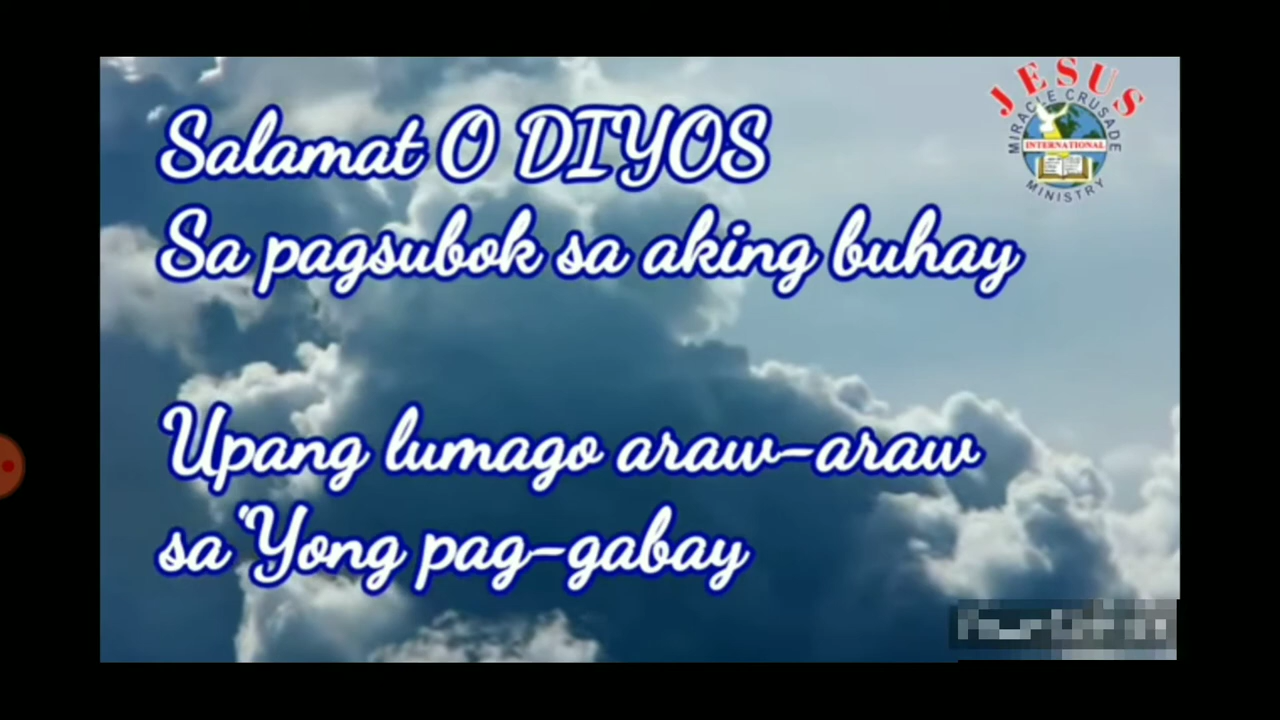 Salamat O DIYOS
Sa pagsubok sa aking buhay
Upang lumago araw-araw
sa 'Yong pag-gabay
JESUS
MIRACLE CRUSADE
INTERNATIONAL
MINISTRY